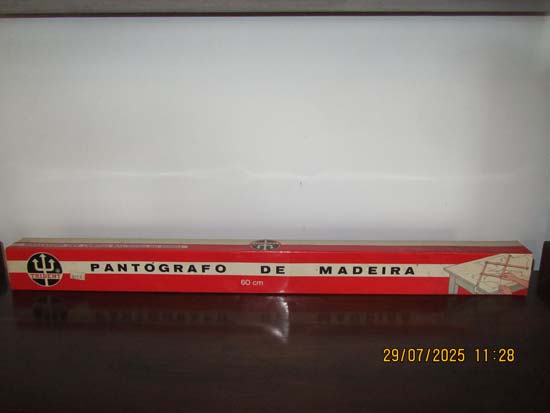 TRIDENT
PANTÓGRAFO DE MADEIRA
60 cm
29/07/2025 11:28